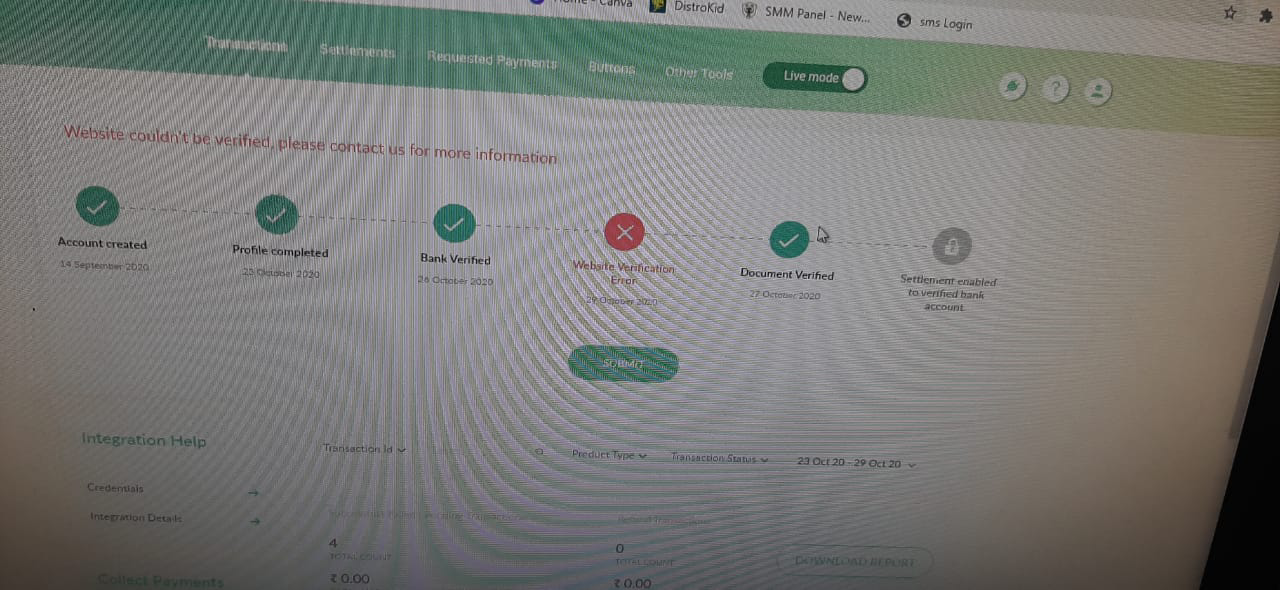 Canva
DistroKid
SMM Panel - New...
sms Login
Transactions
Settlements
Requested Payments
Buttons
Other Tools
Live mode
?
Website couldn't be verified, please contact us for more information
Account created
14 September 2020
Profile completed
25 October 2020
Bank Verified
26 October 2020
Website Verification
Error
29 October 2020
Document Verified
27 October 2020
Settlement enabled
to verified bank
account
SUBMIT
Integration Help
Transaction Id
Product Type
Transaction Status
23 Oct 20 - 29 Oct 20
Credentials
Integration Details
4
TOTAL COUNT
₹ 0.00
0
TOTAL COUNT
₹ 0.00
DOWNLOAD REPORT
Collect Payments